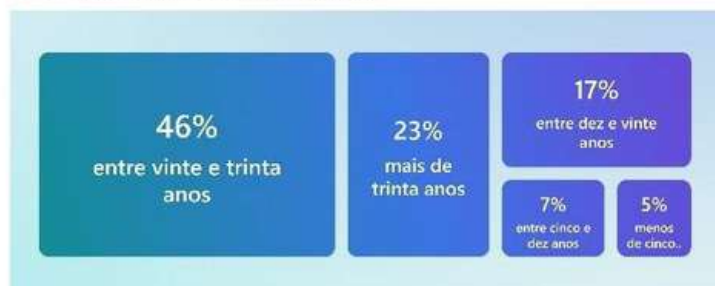 46%
entre vinte e trinta
anos
23%
mais de
trinta anos
17%
entre dez e vinte
anos
7%
entre cinco e
dez anos
5%
menos
de cinco..